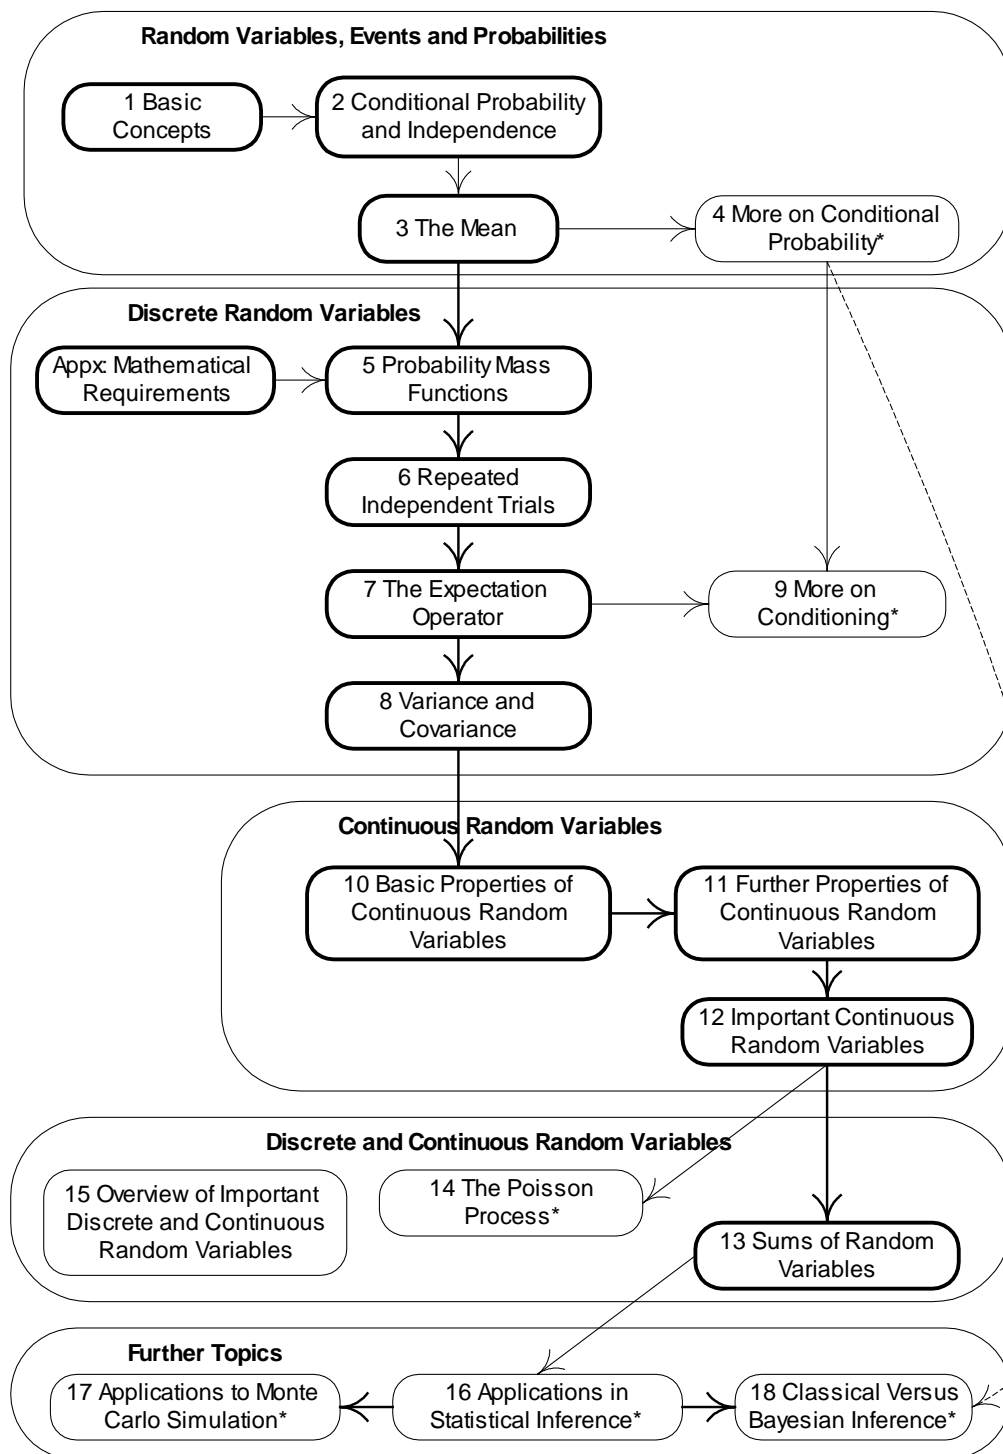 Random Variables, Events and Probabilities
1 Basic
Concepts
2 Conditional Probability
and Independence
3 The Mean
4 More on Conditional
Probability*
Discrete Random Variables
Appx: Mathematical
Requirements
5 Probability Mass
Functions
6 Repeated
Independent Trials
7 The Expectation
Operator
9 More on
Conditioning*
8 Variance and
Covariance
Continuous Random Variables
10 Basic Properties of
Continuous Random
Variables
11 Further Properties of
Continuous Random
Variables
12 Important Continuous
Random Variables
Discrete and Continuous Random Variables
15 Overview of Important
Discrete and Continuous
Random Variables
14 The Poisson
Process*
13 Sums of Random
Variables
Further Topics
17 Applications to Monte
Carlo Simulation*
16 Applications in
Statistical Inference*
18 Classical Versus
Bayesian Inference*